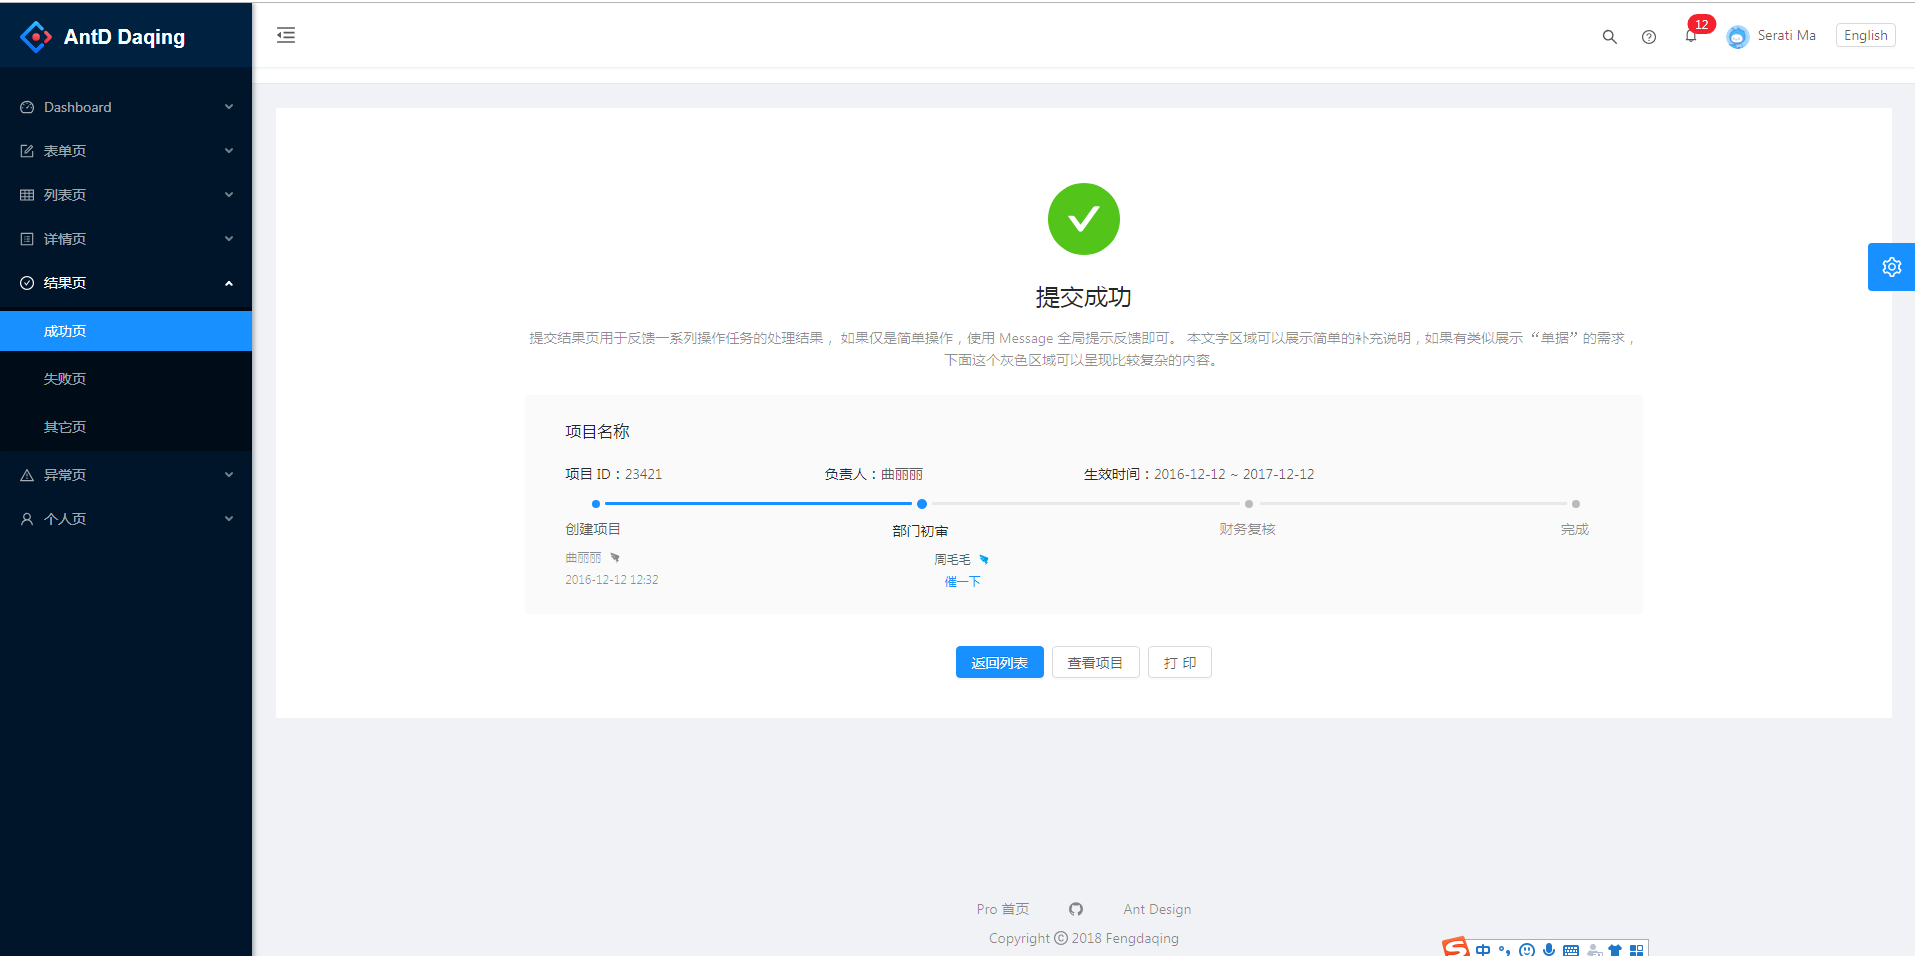 AntD Daqing
12
Serati Ma
English
Dashboard
表单页
列表页
详情页
结果页
成功页
失败页
其它页
异常页
个人页
提交成功
提交结果页用于反馈一系列操作任务的处理结果， 如果仅是简单操作，使用 Message 全局提示反馈即可。 本文字区域可以展示简单的补充说明，如果有类似展示 “单据”的需求，
下面这个灰色区域可以呈现比较复杂的内容。
项目名称
项目 ID：23421
负责人：曲丽丽
生效时间：2016-12-12 ~ 2017-12-12
创建项目
部门初审
财务复核
完成
曲丽丽
周毛毛
2016-12-12 12:32
催一下
返回列表
查看项目
打 印
Pro 首页
Ant Design
Copyright © 2018 Fengdaqing
中